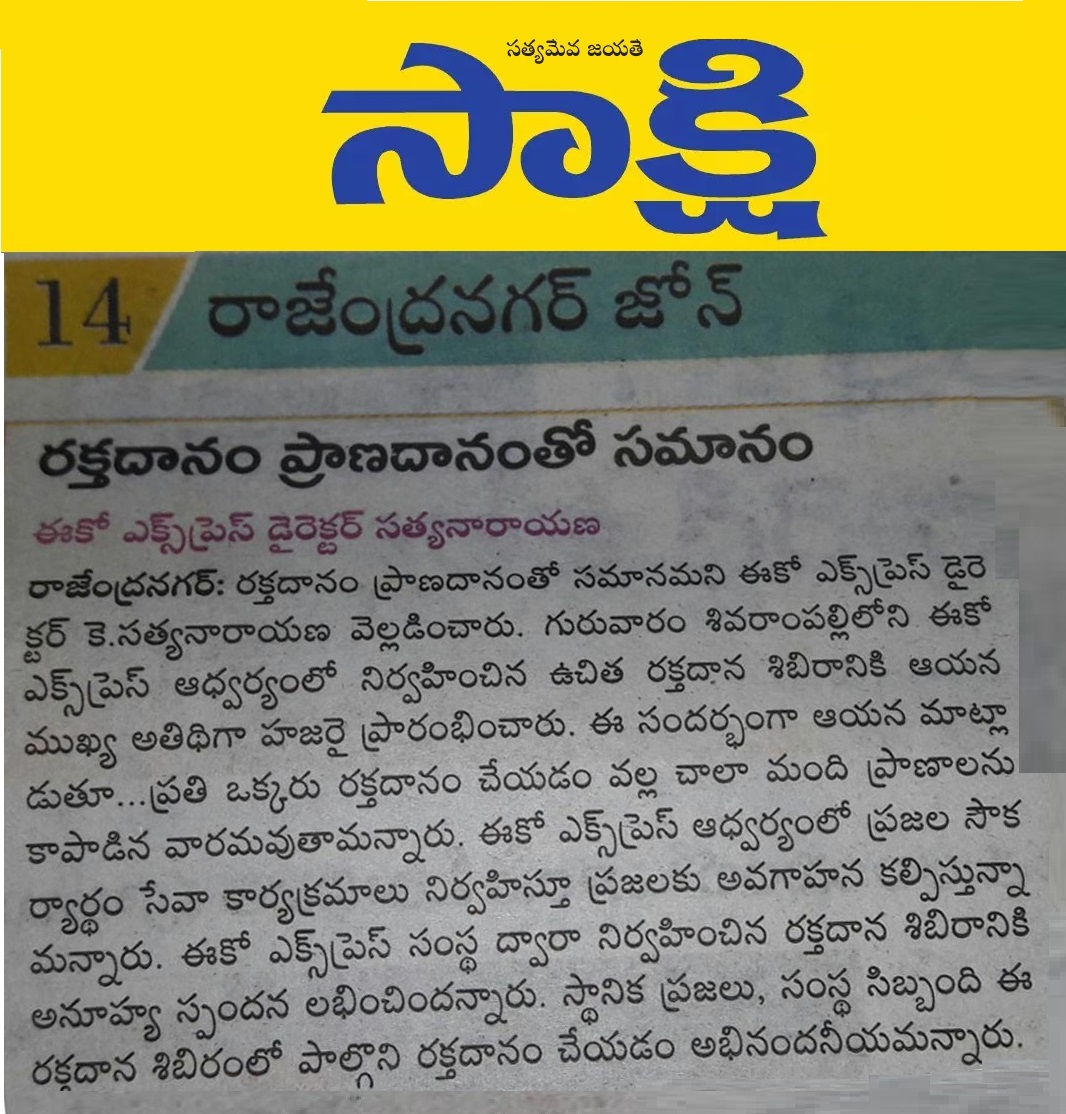 సత్యమేవ జయతే
సాక్షి
14 రాజేంద్రనగర్ జోన్
రక్తదానం ప్రాణదానంతో సమానం
ఈకో ఎక్స్‌ప్రెస్ డైరెక్టర్ సత్యనారాయణ
రాజేంద్రనగర్: రక్తదానం ప్రాణదానంతో సమానమని ఈకో ఎక్స్‌ప్రెస్ డైరె
క్టర్ కె.సత్యనారాయణ వెల్లడించారు. గురువారం శివరాంపల్లిలోని ఈకో
ఎక్స్‌ప్రెస్ ఆధ్వర్యంలో నిర్వహించిన ఉచిత రక్తదాన శిబిరానికి ఆయన
ముఖ్య అతిథిగా హజరై ప్రారంభించారు. ఈ సందర్భంగా ఆయన మాట్లా
డుతూ...ప్రతి ఒక్కరు రక్తదానం చేయడం వల్ల చాలా మంది ప్రాణాలను
కాపాడిన వారమవుతామన్నారు. ఈకో ఎక్స్‌ప్రెస్ ఆధ్వర్యంలో ప్రజల సౌక
ర్యార్థం సేవా కార్యక్రమాలు నిర్వహిస్తూ ప్రజలకు అవగాహన కల్పిస్తున్నా
మన్నారు. ఈకో ఎక్స్‌ప్రెస్ సంస్థ ద్వారా నిర్వహించిన రక్తదాన శిబిరానికి
అనూహ్య స్పందన లభించిందన్నారు. స్థానిక ప్రజలు, సంస్థ సిబ్బంది ఈ
రక్తదాన శిబిరంలో పాల్గొని రక్తదానం చేయడం అభినందనీయమన్నారు.